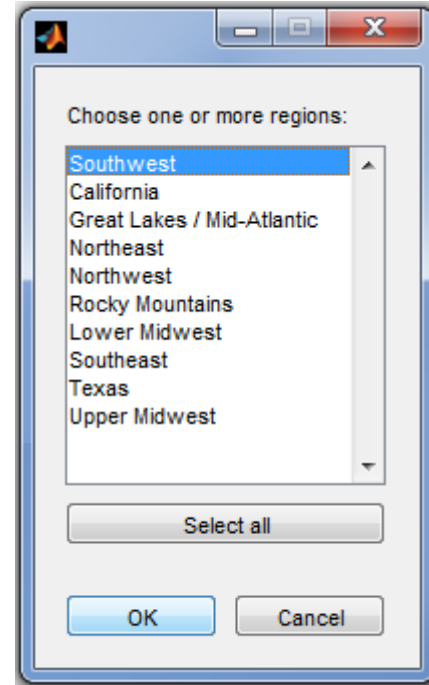 Choose one or more regions:
Southwest
California
Great Lakes / Mid-Atlantic
Northeast
Northwest
Rocky Mountains
Lower Midwest
Southeast
Texas
Upper Midwest
Select all
OK
Cancel